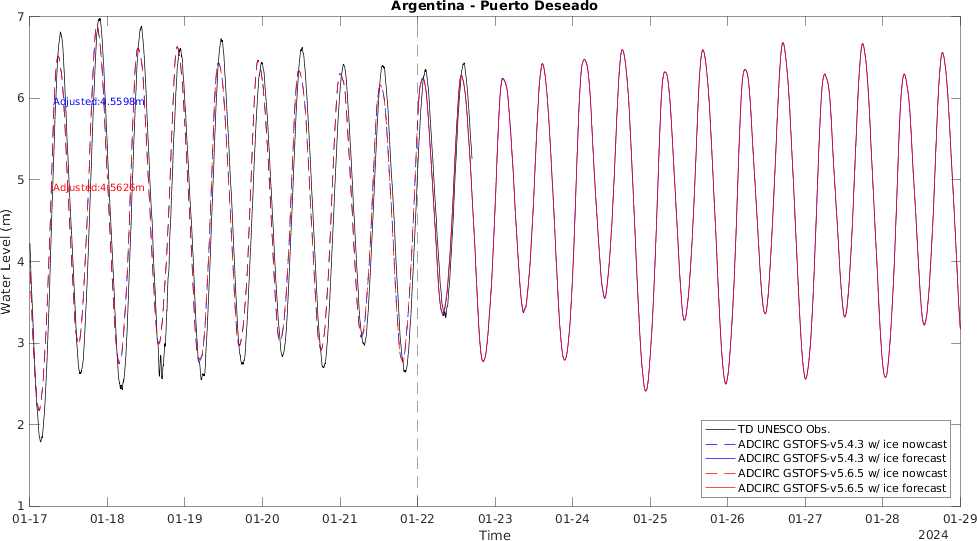 Argentina - Puerto Deseado
7
6
5
4
3
2
1
Water Level (m)
Adjusted:4.5598m
Adjusted:4.5626m
TD UNESCO Obs.
ADCIRC GSTOFS-v5.4.3 w/ ice nowcast
ADCIRC GSTOFS-v5.4.3 w/ ice forecast
ADCIRC GSTOFS-v5.6.5 w/ ice nowcast
ADCIRC GSTOFS-v5.6.5 w/ ice forecast
01-17 01-18 01-19 01-20 01-21 01-22 01-23 01-24 01-25 01-26 01-27 01-28 01-29
Time
2024